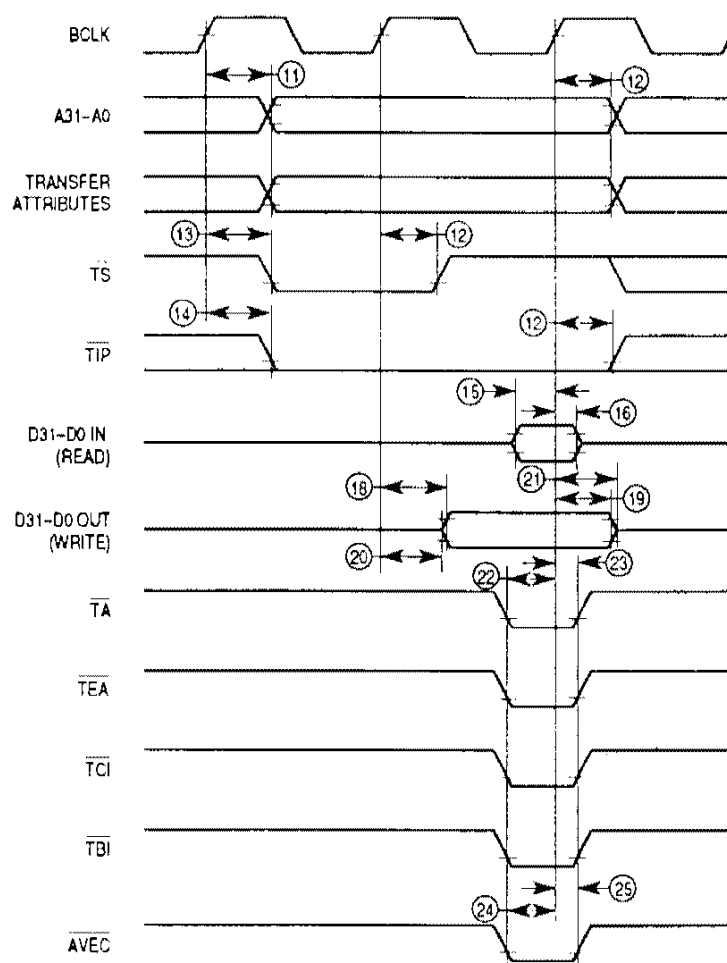 BCLK
11
12
A31-A0
TRANSFER
ATTRIBUTES
13
12
TS
14
12
TIP
15
16
D31-D0 IN
(READ)
21
18
19
D31-D0 OUT
(WRITE)
20
22
23
TA
TEA
TCI
TBI
25
24
AVEC